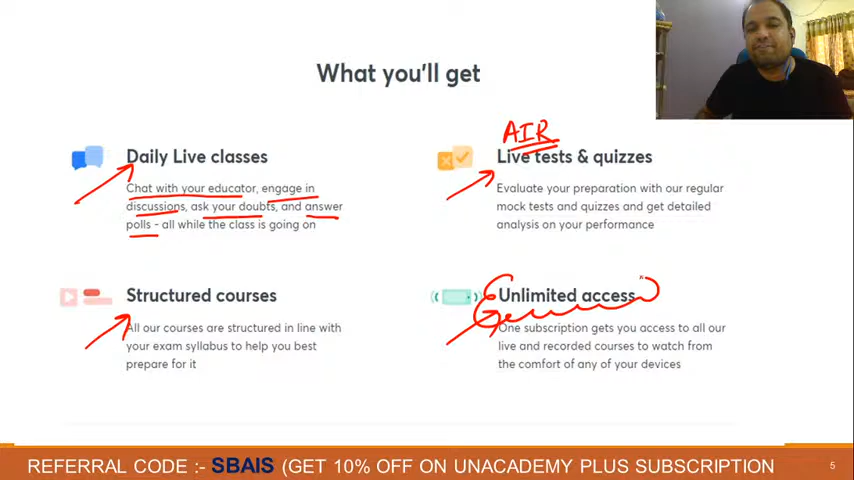 What you'll get
Daily Live classes
Chat with your educator, engage in
discussions, ask your doubts, and answer
polls - all while the class is going on
AIR
Live tests & quizzes
Evaluate your preparation with our regular
mock tests and quizzes and get detailed
analysis on your performance
Structured courses
All our courses are structured in line with
your exam syllabus to help you best
prepare for it
Unlimited access
One subscription gets you access to all our
live and recorded courses to watch from
the comfort of any of your devices
REFERRAL CODE :- SBAIS (GET 10% OFF ON UNACADEMY PLUS SUBSCRIPTION
5